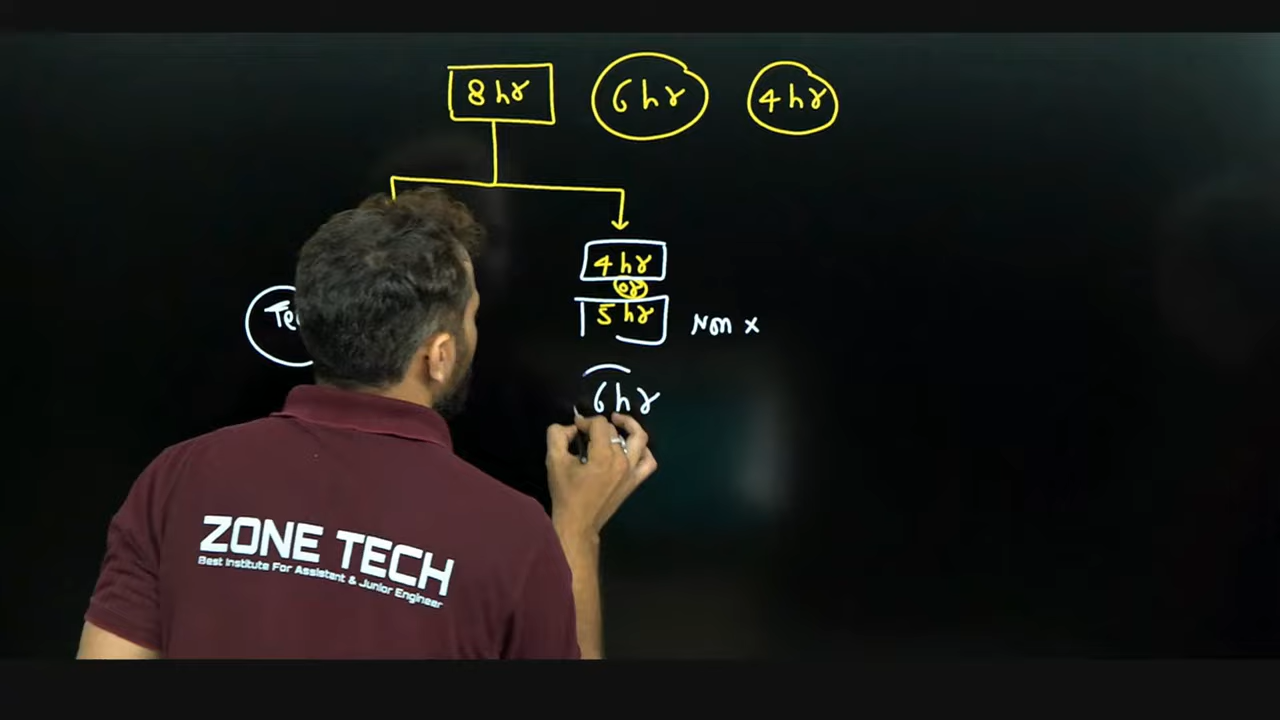 8 hr 6 hr 4 hr
4 hr
or
5 hr Non x
6 hr
ZONE TECH
Best Institute For Assistant & Junior Engineer